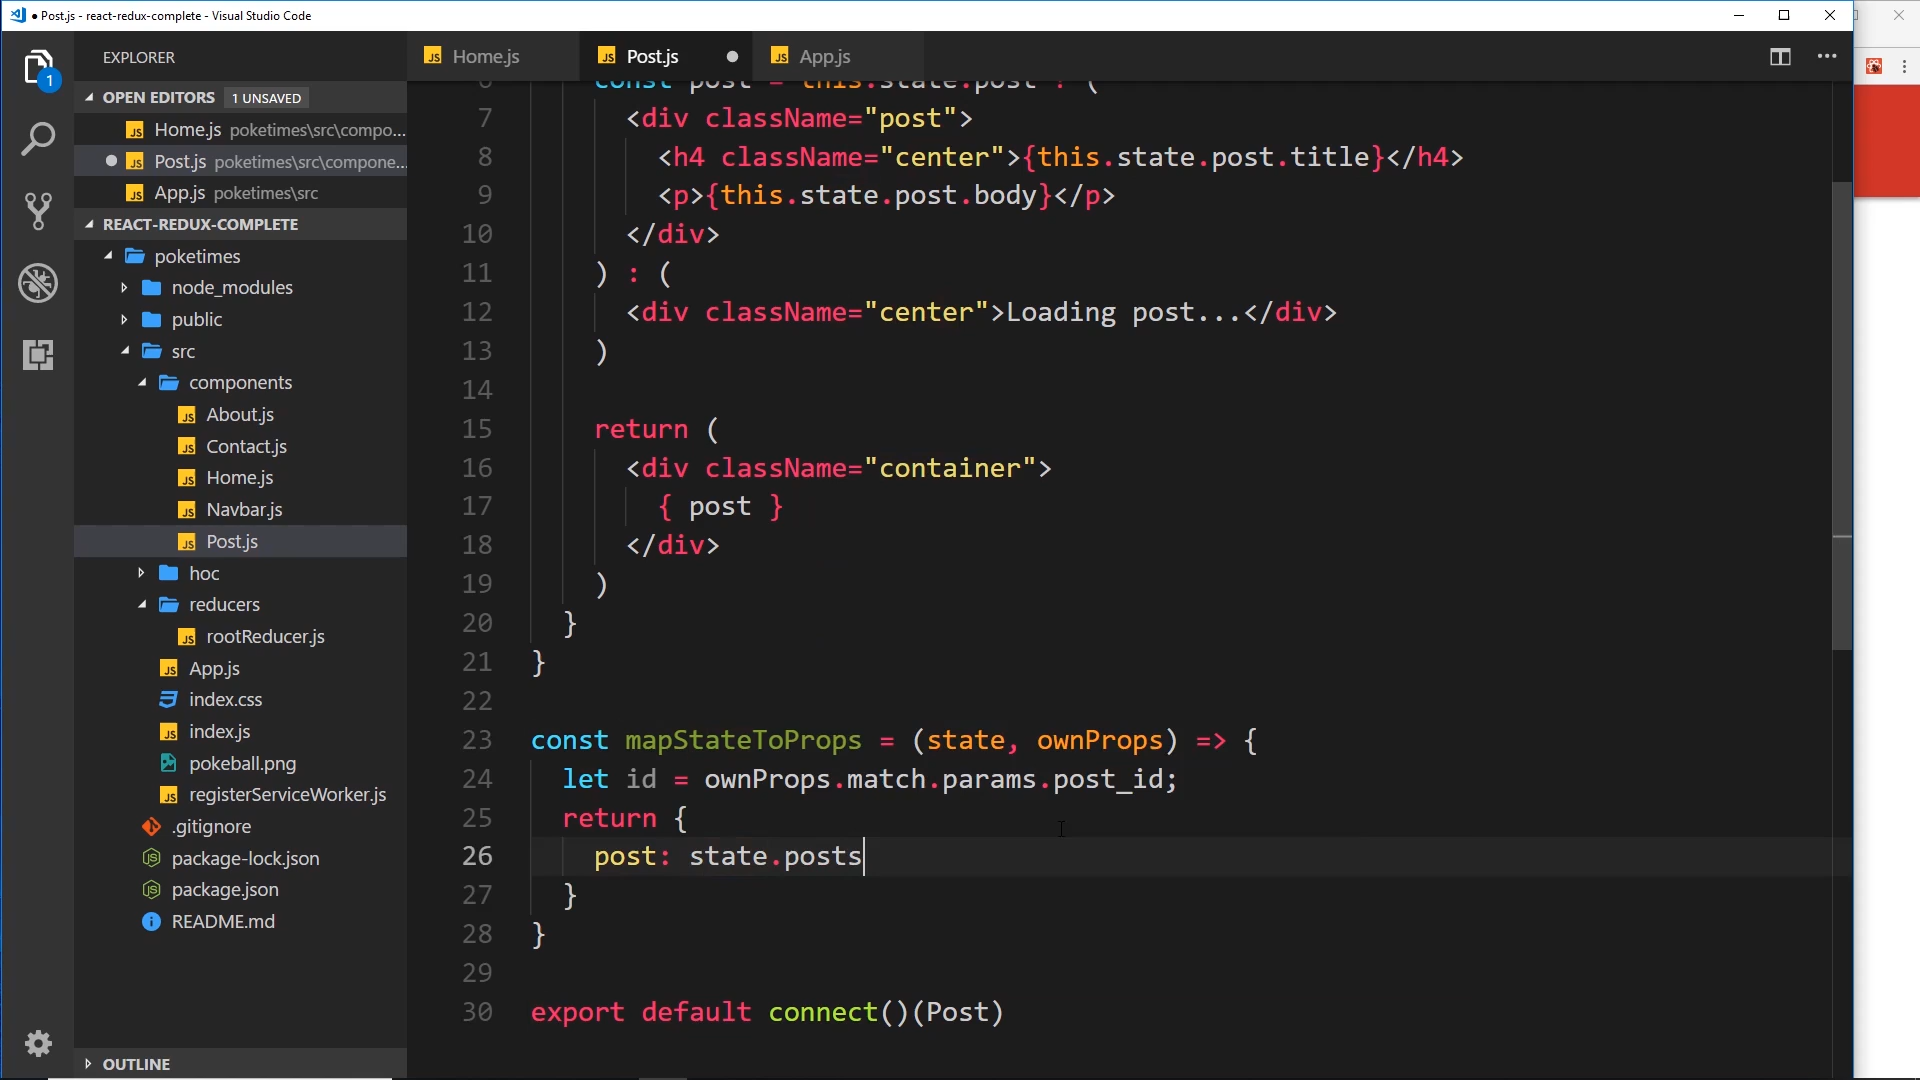 Post.js - react-redux-complete - Visual Studio Code
EXPLORER
OPEN EDITORS 1 UNSAVED
Home.js poketimes\src\compo...
Post.js poketimes\src\compone...
App.js poketimes\src
REACT-REDUX-COMPLETE
poketimes
node_modules
public
src
components
About.js
Contact.js
Home.js
Navbar.js
Post.js
hoc
reducers
rootReducer.js
App.js
index.css
index.js
pokeball.png
registerServiceWorker.js
.gitignore
package-lock.json
package.json
README.md
OUTLINE
1
Home.js Post.js App.js
6 const post = this.state.post ? (
7 <div className="post">
8 <h4 className="center">{this.state.post.title}</h4>
9 <p>{this.state.post.body}</p>
10 </div>
11 ) : (
12 <div className="center">Loading post...</div>
13 )
14
15 return (
16 <div className="container">
17 { post }
18 </div>
19 )
20 }
21 }
22
23 const mapStateToProps = (state, ownProps) => {
24 let id = ownProps.match.params.post_id;
25 return {
26 post: state.posts
27 }
28 }
29
30 export default connect()(Post)